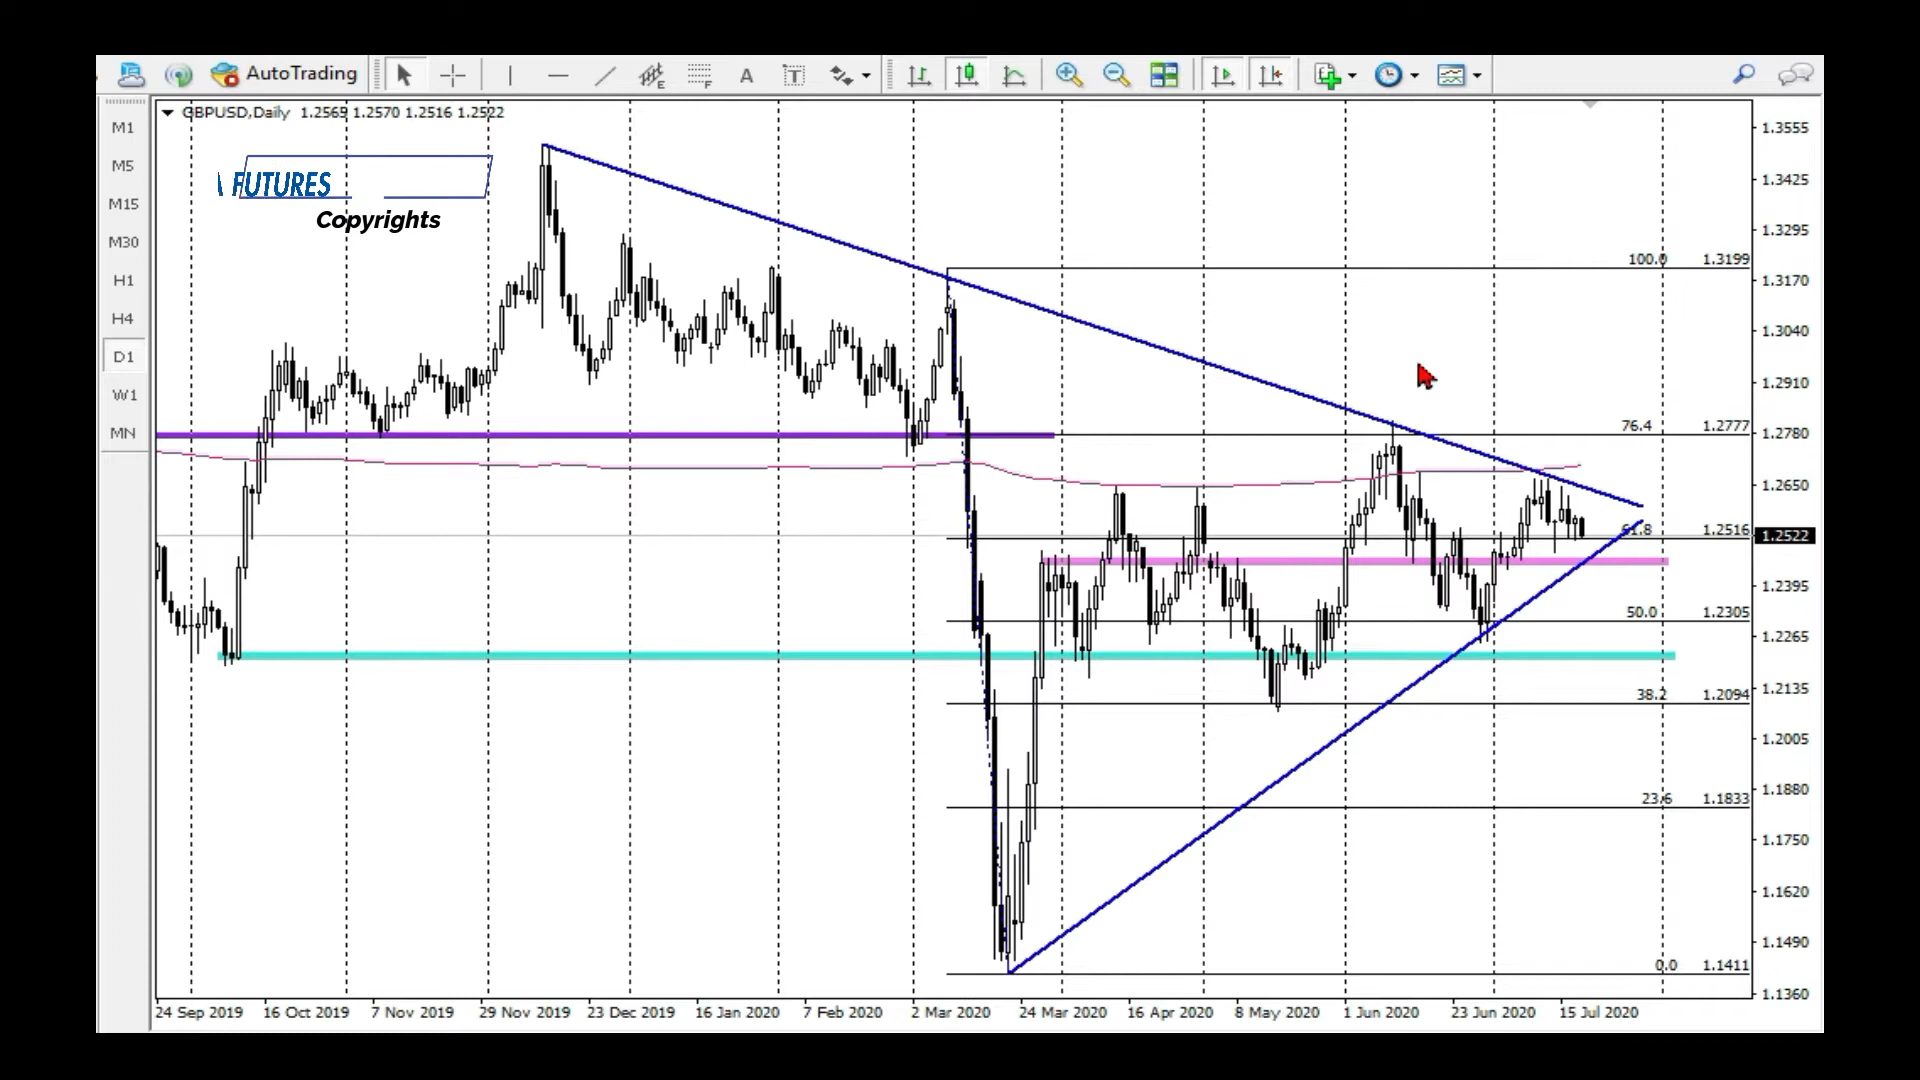 AutoTrading
A
T
E
F
M1
M5
M15
M30
H1
H4
D1
W1
MN
GBPUSD,Daily 1.2569 1.2570 1.2516 1.2522
FUTURES
Copyrights
100.0 1.3199
76.4 1.2777
61.8 1.2516
50.0 1.2305
38.2 1.2094
23.6 1.1833
0.0 1.1411
1.3555
1.3425
1.3295
1.3170
1.3040
1.2910
1.2780
1.2650
1.2522
1.2395
1.2265
1.2135
1.2005
1.1880
1.1750
1.1620
1.1490
1.1360
24 Sep 2019 16 Oct 2019 7 Nov 2019 29 Nov 2019 23 Dec 2019 16 Jan 2020 7 Feb 2020 2 Mar 2020 24 Mar 2020 16 Apr 2020 8 May 2020 1 Jun 2020 23 Jun 2020 15 Jul 2020